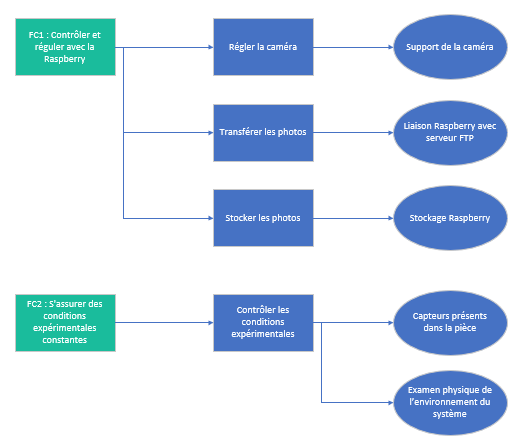 FC1 : Contrôler et
réguler avec la
Raspberry
Régler la caméra
Support de la caméra
Transférer les photos
Liaison Raspberry avec
serveur FTP
Stocker les photos
Stockage Raspberry
FC2 : S'assurer des
conditions
expérimentales
constantes
Contrôler les
conditions
expérimentales
Capteurs présents
dans la pièce
Examen physique de
l'environnement du
système